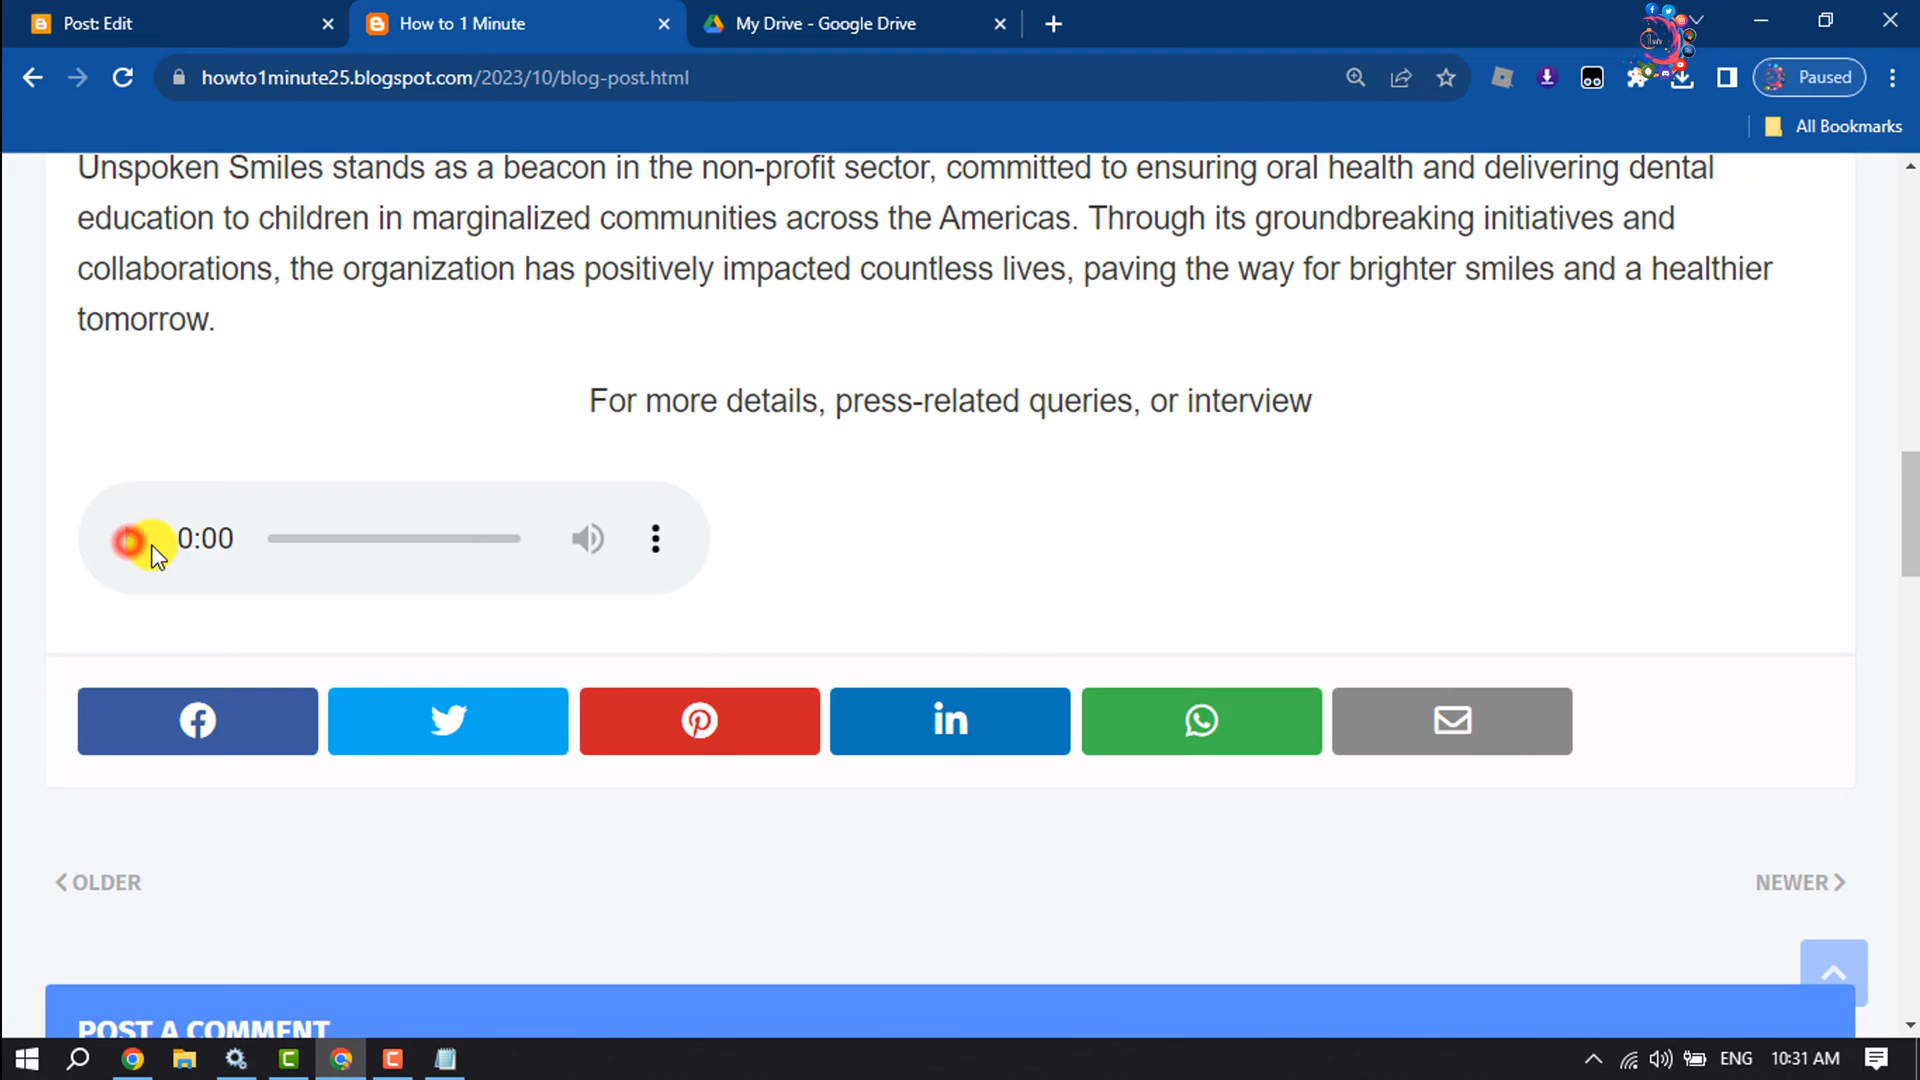 Post: Edit
How to 1 Minute
My Drive - Google Drive
howto1minute25.blogspot.com/2023/10/blog-post.html
Paused
All Bookmarks
Unspoken Smiles stands as a beacon in the non-profit sector, committed to ensuring oral health and delivering dental
education to children in marginalized communities across the Americas. Through its groundbreaking initiatives and
collaborations, the organization has positively impacted countless lives, paving the way for brighter smiles and a healthier
tomorrow.
For more details, press-related queries, or interview
0:00
OLDER
NEWER
POST A COMMENT
ENG
10:31 AM